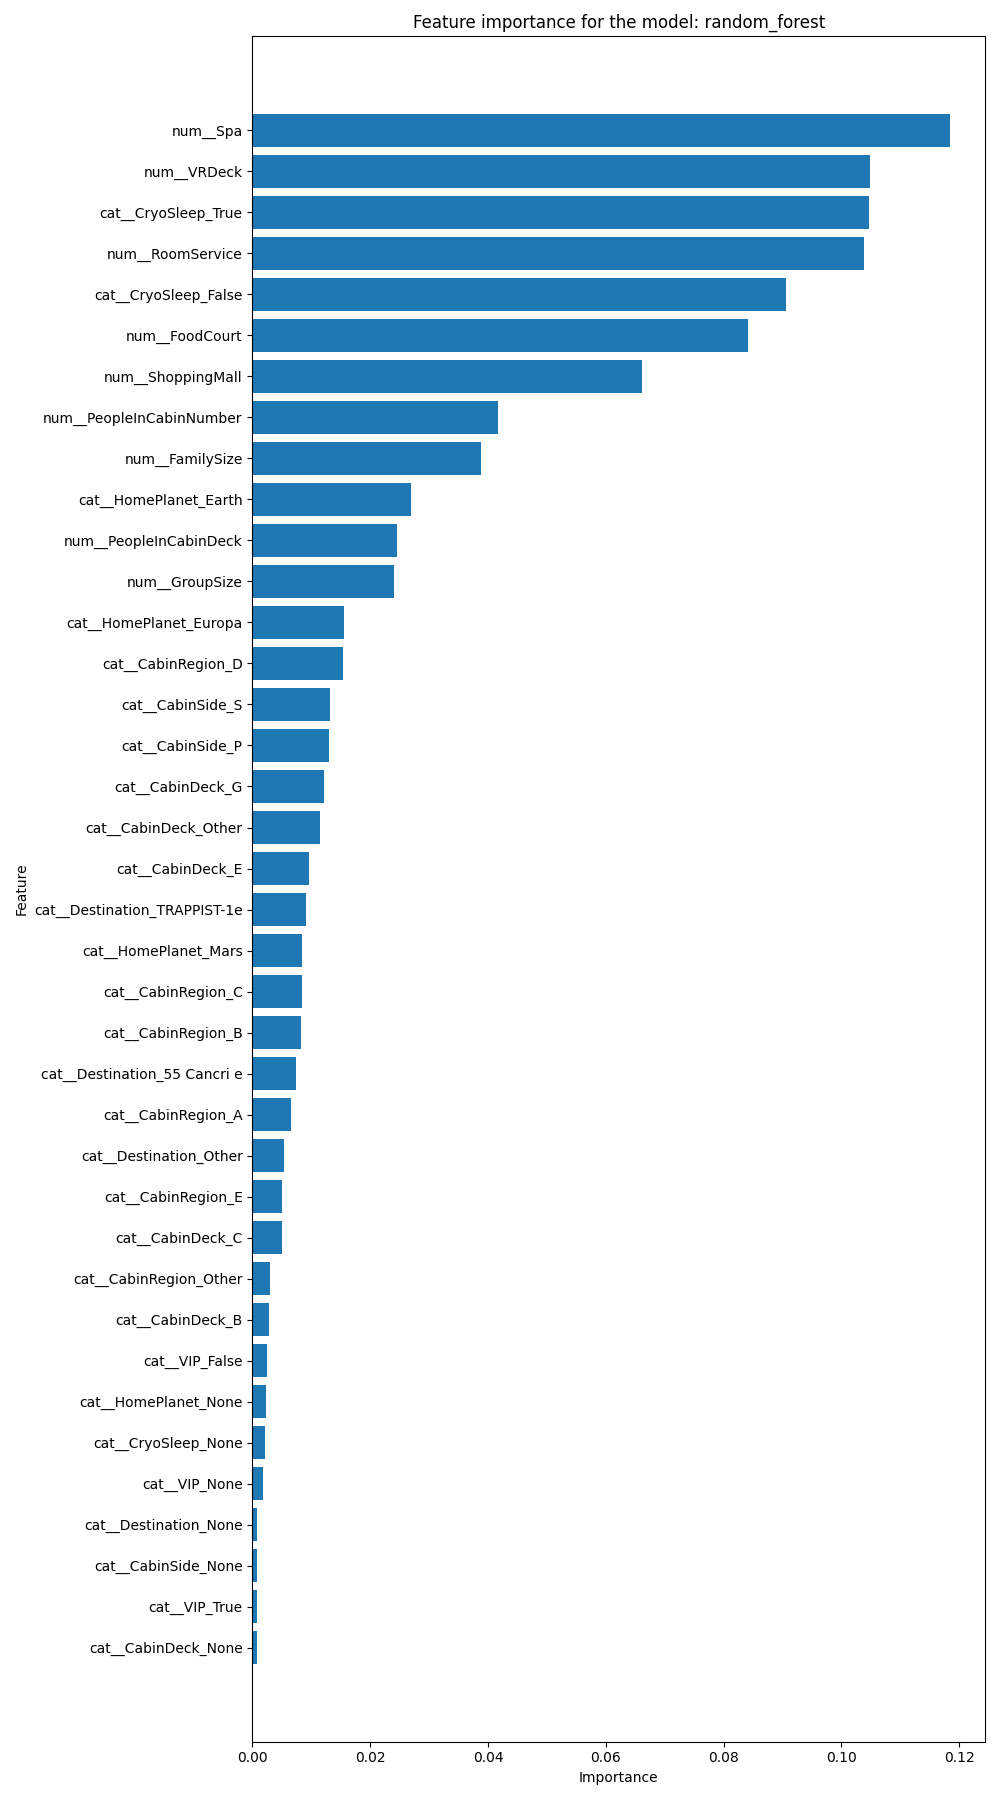 Feature importance for the model: random_forest
num__Spa
num__VRDeck
cat__CryoSleep_True
num__RoomService
cat__CryoSleep_False
num__FoodCourt
num__ShoppingMall
num__PeopleInCabinNumber
num__FamilySize
cat__HomePlanet_Earth
num__PeopleInCabinDeck
num__GroupSize
cat__HomePlanet_Europa
cat__CabinRegion_D
cat__CabinSide_S
cat__CabinSide_P
cat__CabinDeck_G
cat__CabinDeck_Other
cat__CabinDeck_E
cat__Destination_TRAPPIST-1e
cat__HomePlanet_Mars
cat__CabinRegion_C
cat__CabinRegion_B
cat__Destination_55 Cancri e
cat__CabinRegion_A
cat__Destination_Other
cat__CabinRegion_E
cat__CabinDeck_C
cat__CabinRegion_Other
cat__CabinDeck_B
cat__VIP_False
cat__HomePlanet_None
cat__CryoSleep_None
cat__VIP_None
cat__Destination_None
cat__CabinSide_None
cat__VIP_True
cat__CabinDeck_None
Feature
0.00 0.02 0.04 0.06 0.08 0.10 0.12
Importance